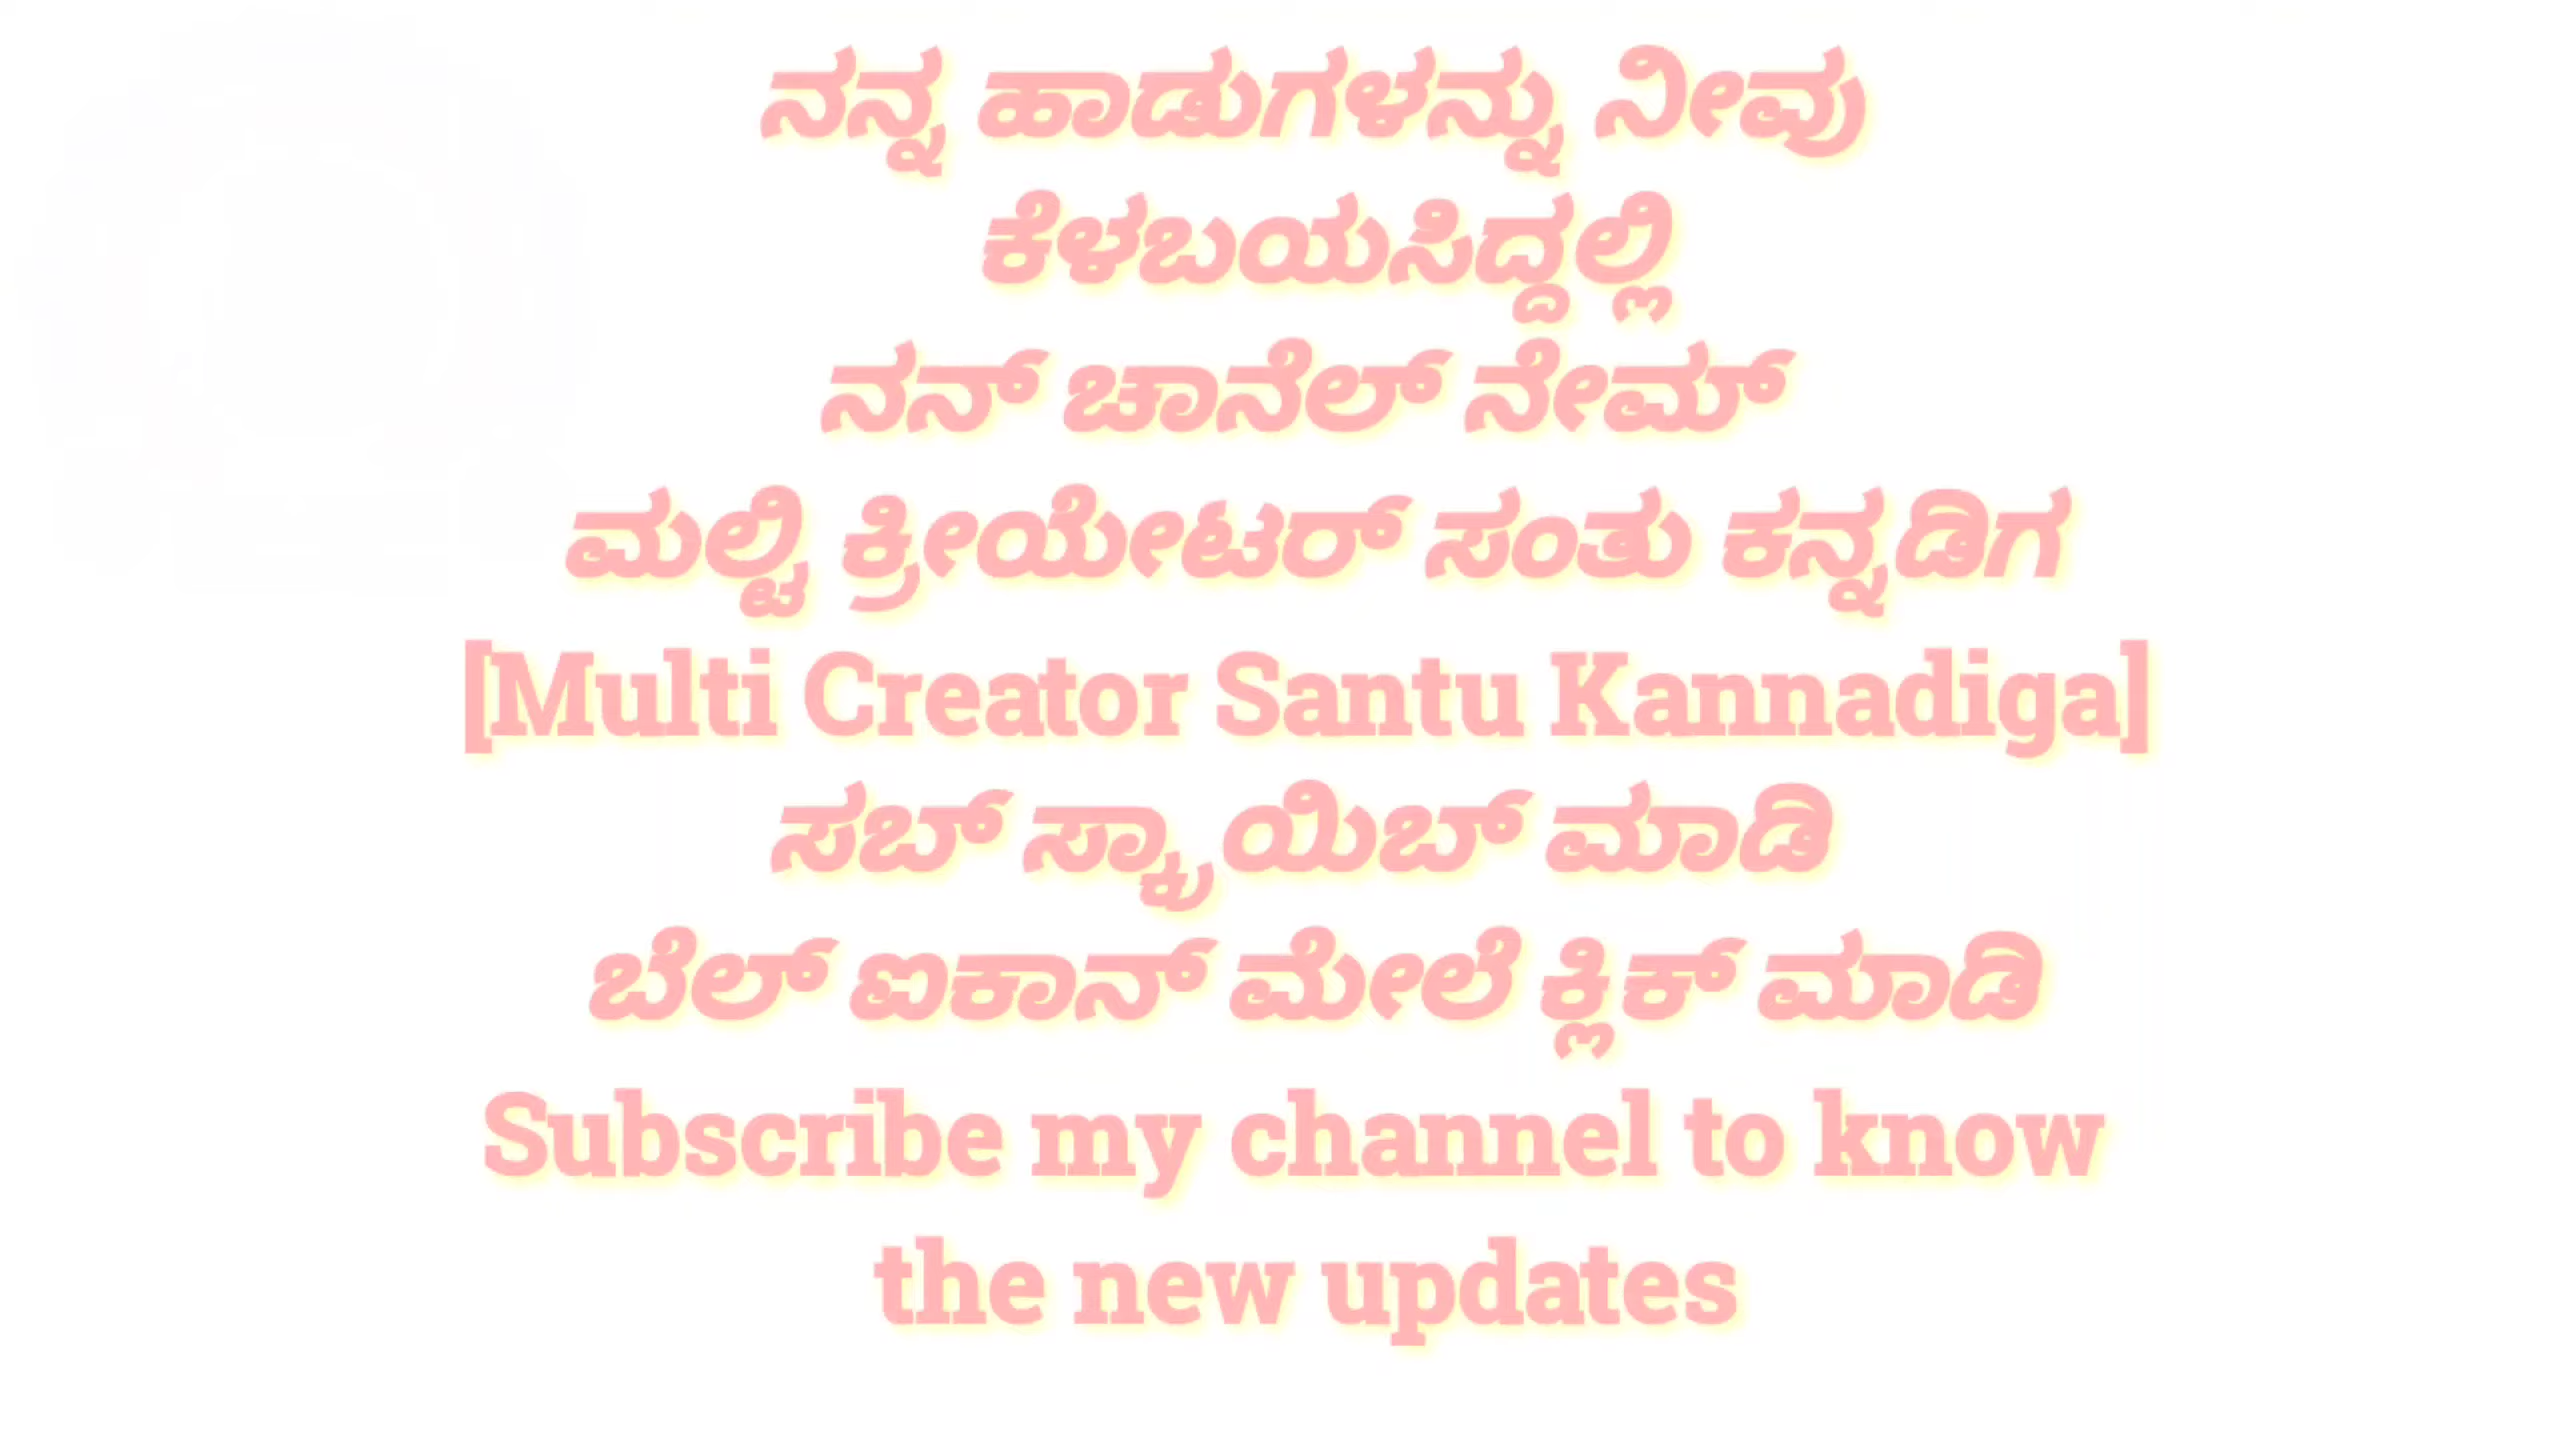 ನನ್ನ ಹಾಡುಗಳನ್ನು ನೀವು
ಕೆಳಬಯಸಿದ್ದಲ್ಲಿ
ನನ್ ಚಾನೆಲ್ ನೇಮ್
ಮಲ್ಟಿ ಕ್ರೀಯೇಟರ್ ಸಂತು ಕನ್ನಡಿಗ
[Multi Creator Santu Kannadiga]
ಸಬ್ ಸ್ಕ್ರಾಯಿಬ್ ಮಾಡಿ
ಬೆಲ್ ಐಕಾನ್ ಮೇಲೆ ಕ್ಲಿಕ್ ಮಾಡಿ
Subscribe my channel to know
the new updates